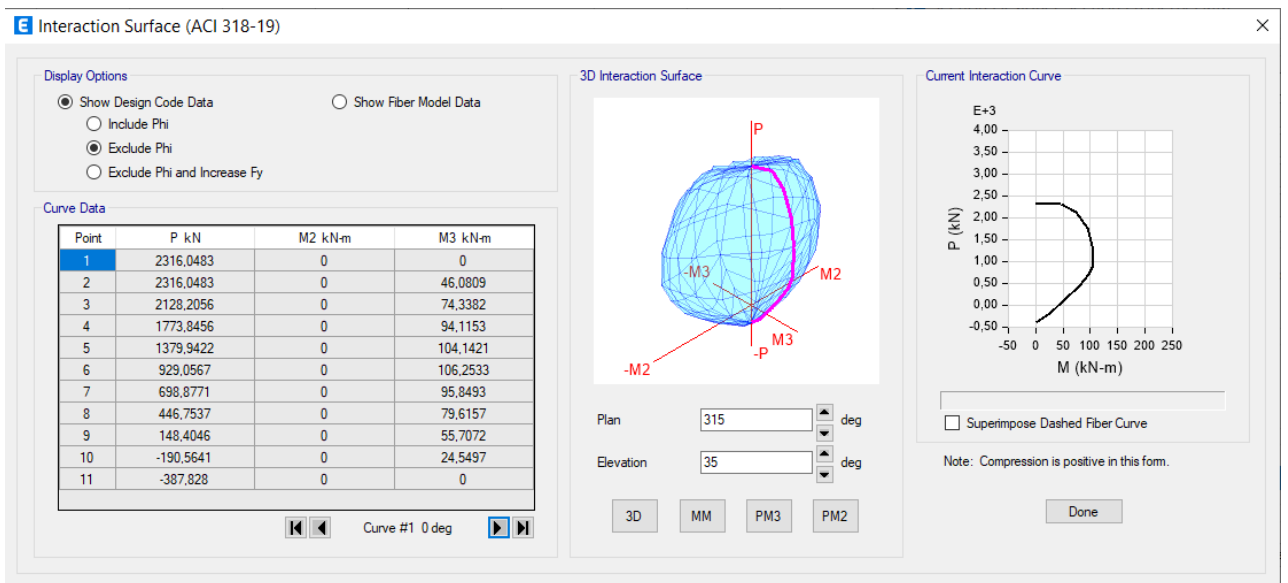 E Interaction Surface (ACI 318-19)
Display Options
Show Design Code Data
Show Fiber Model Data
Include Phi
Exclude Phi
Exclude Phi and Increase Fy
Curve Data
Point P kN M2 kN-m M3 kN-m
1 2316,0483 0 0
2 2316,0483 0 46,0809
3 2128,2056 0 74,3382
4 1773,8456 0 94,1153
5 1379,9422 0 104,1421
6 929,0567 0 106,2533
7 698,8771 0 95,8493
8 446,7537 0 79,6157
9 148,4046 0 55,7072
10 -190,5641 0 24,5497
11 -387,828 0 0
Curve #1 0 deg
3D Interaction Surface
P
-M3
M2
M3
-P
-M2
Plan 315 deg
Elevation 35 deg
3D MM PM3 PM2
Current Interaction Curve
E+3
4,00
3,50
3,00
2,50
2,00
1,50
1,00
0,50
0,00
-0,50
P (kN)
-50 0 50 100 150 200 250
M (kN-m)
Superimpose Dashed Fiber Curve
Note: Compression is positive in this form.
Done